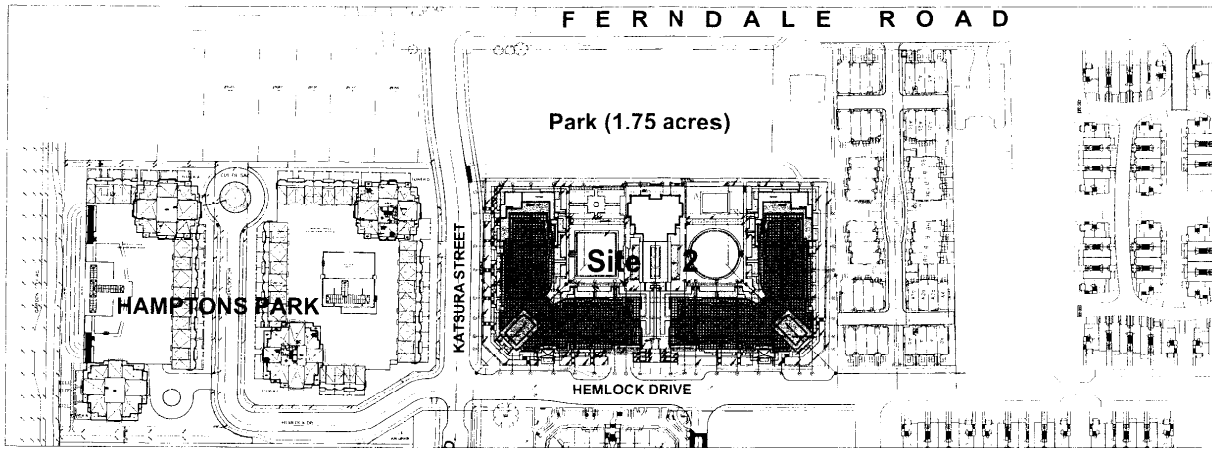 FERNDALE ROAD
Park (1.75 acres)
KATSURA STREET
Site 2
HAMPTONS PARK
HEMLOCK DRIVE